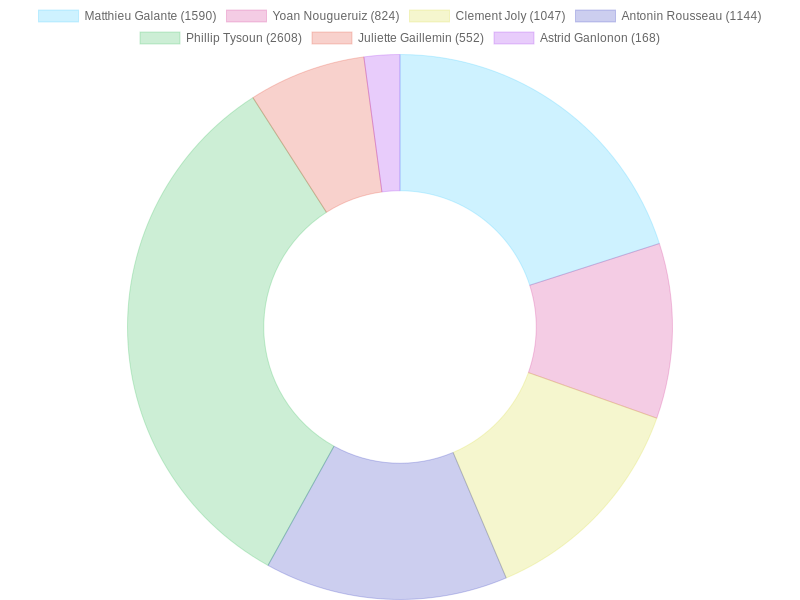 Matthieu Galante (1590) Yoan Nougueruiz (824) Clement Joly (1047) Antonin Rousseau (1144)
Phillip Tysoun (2608) Juliette Gaillemin (552) Astrid Ganlonon (168)